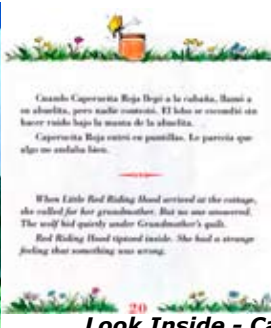 Cuando Caperucita Roja llegó a la cabaña, llamó a
su abuelita, pero nadie contestó. El lobo se escondió sin
hacer ruido bajo la manta de la abuelita.
Caperucita Roja entró en puntillas. Le parecía que
algo no andaba bien.
When Little Red Riding Hood arrived at the cottage,
she called for her grandmother. But no one answered.
The wolf hid quietly under Grandmother's quilt.
Red Riding Hood tiptoed inside. She had a strange
feeling that something was wrong.
20
Look Inside - Ca